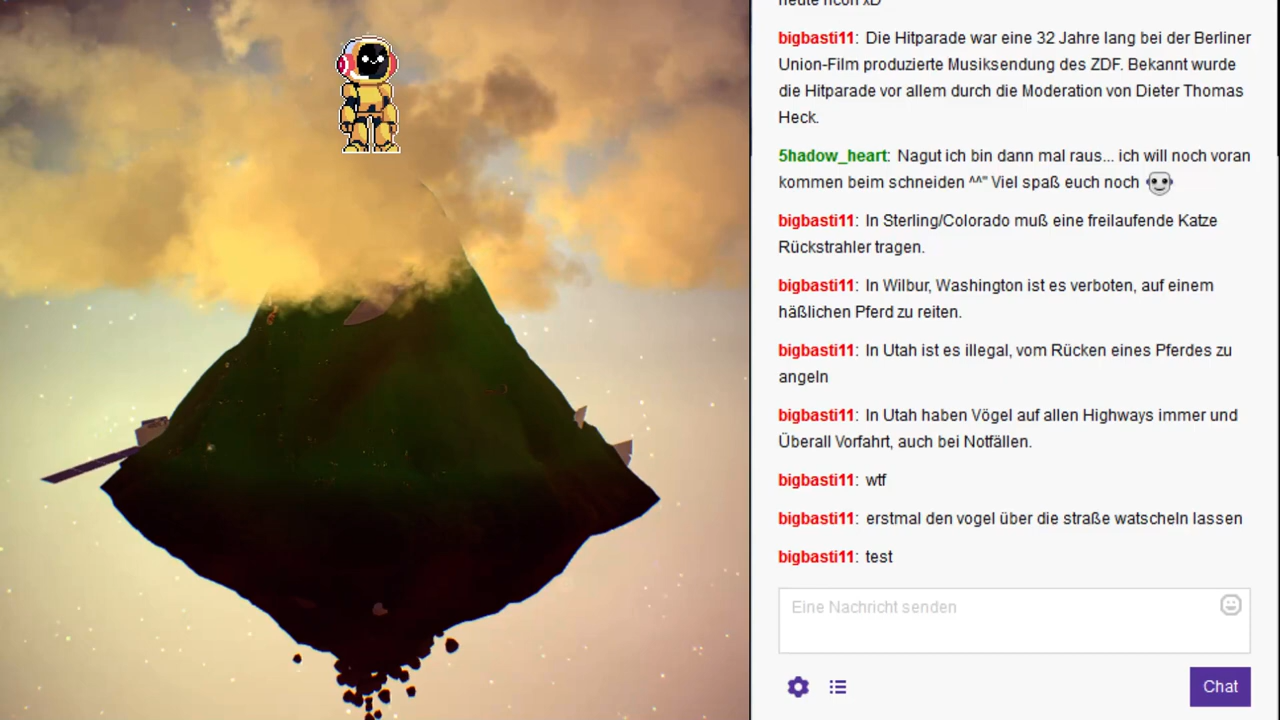 heute ncon xD
bigbasti11: Die Hitparade war eine 32 Jahre lang bei der Berliner
Union-Film produzierte Musiksendung des ZDF. Bekannt wurde
die Hitparade vor allem durch die Moderation von Dieter Thomas
Heck.
5hadow_heart: Nagut ich bin dann mal raus... ich will noch voran
kommen beim schneiden ^^" Viel spaß euch noch
bigbasti11: In Sterling/Colorado muß eine freilaufende Katze
Rückstrahler tragen.
bigbasti11: In Wilbur, Washington ist es verboten, auf einem
häßlichen Pferd zu reiten.
bigbasti11: In Utah ist es illegal, vom Rücken eines Pferdes zu
angeln
bigbasti11: In Utah haben Vögel auf allen Highways immer und
Überall Vorfahrt, auch bei Notfällen.
bigbasti11: wtf
bigbasti11: erstmal den vogel über die straße watscheln lassen
bigbasti11: test
Eine Nachricht senden
Chat